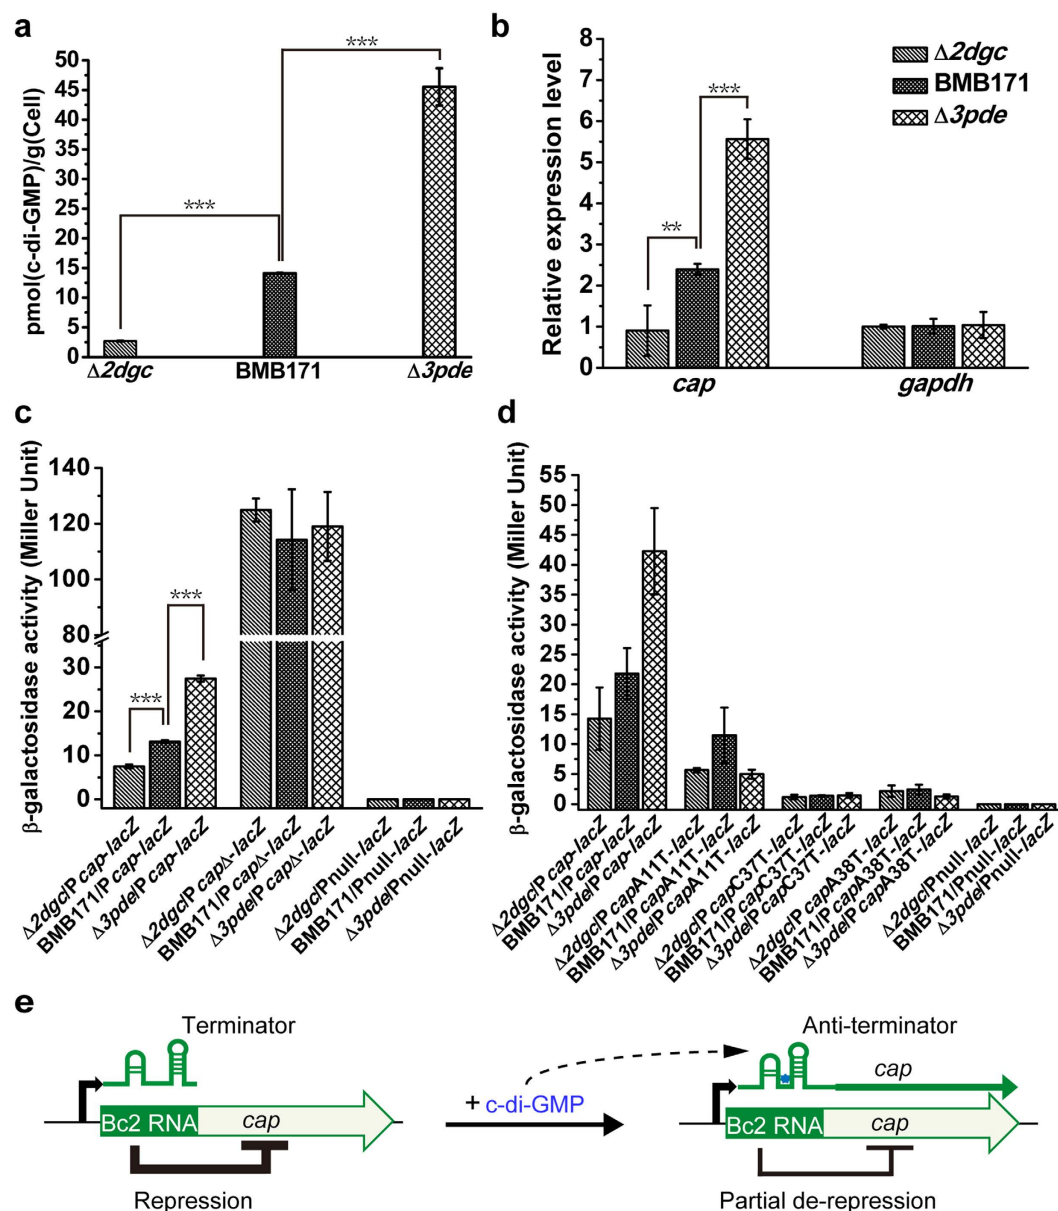 a
pmol(c-di-GMP)/g(Cell)
50
45
40
35
30
25
20
15
10
5
0
***
***
Δ2dgc
BMB171
Δ3pde
b
Relative expression level
8
7
6
5
4
3
2
1
0
**
***
Δ2dgc
BMB171
Δ3pde
cap
gapdh
c
β-galactosidase activity (Miller Unit)
140
120
100
80
30
20
10
0
***
***
Δ2dgc/P cap-lacZ
BMB171/P cap-lacZ
Δ3pde/P cap-lacZ
Δ2dgc/P capΔ-lacZ
BMB171/P capΔ-lacZ
Δ3pde/P capΔ-lacZ
Δ2dgc/Pnull-lacZ
BMB171/Pnull-lacZ
Δ3pde/Pnull-lacZ
d
β-galactosidase activity (Miller Unit)
55
50
45
40
35
30
25
20
15
10
5
0
Δ2dgc/P cap-lacZ
BMB171/P cap-lacZ
Δ3pde/P cap-lacZ
Δ2dgc/P capA11T-lacZ
BMB171/P capA11T-lacZ
Δ3pde/P capA11T-lacZ
Δ2dgc/P capC37T-lacZ
BMB171/P capC37T-lacZ
Δ3pde/P capC37T-lacZ
Δ2dgc/P capA38T-lacZ
BMB171/P capA38T-lacZ
Δ3pde/P capA38T-lacZ
Δ2dgc/Pnull-lacZ
BMB171/Pnull-lacZ
Δ3pde/Pnull-lacZ
e
Terminator
Bc2 RNA cap
Repression
+ c-di-GMP
Anti-terminator
cap
Bc2 RNA cap
Partial de-repression